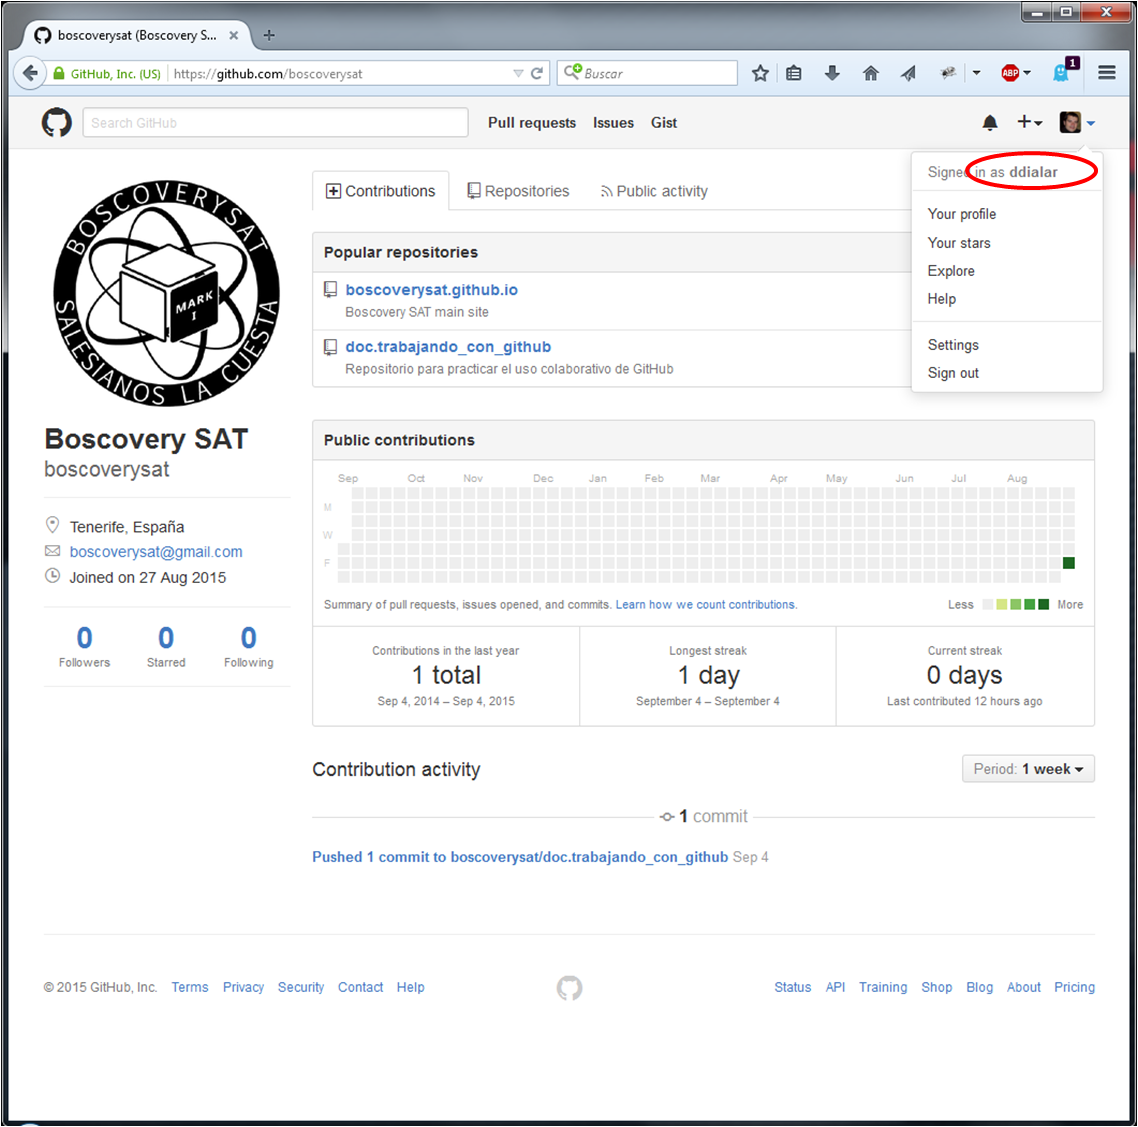 boscoverysat (Boscovery S...
GitHub, Inc. (US) https://github.com/boscoverysat Buscar ABP 1
Search GitHub Pull requests Issues Gist
Signed in as ddialar
Your profile
Your stars
Explore
Help
Settings
Sign out
BOSCOVERYSAT
MARK
I
SALESIANOS LA CUESTA
Boscovery SAT
boscoverysat
Tenerife, España
boscoverysat@gmail.com
Joined on 27 Aug 2015
0 0 0
Followers Starred Following
Contributions Repositories Public activity
Popular repositories
boscoverysat.github.io
Boscovery SAT main site
doc.trabajando_con_github
Repositorio para practicar el uso colaborativo de GitHub
Public contributions
Sep Oct Nov Dec Jan Feb Mar Apr May Jun Jul Aug
M
W
F
Summary of pull requests, issues opened, and commits. Learn how we count contributions. Less More
Contributions in the last year Longest streak Current streak
1 total 1 day 0 days
Sep 4, 2014 – Sep 4, 2015 September 4 – September 4 Last contributed 12 hours ago
Contribution activity Period: 1 week
1 commit
Pushed 1 commit to boscoverysat/doc.trabajando_con_github Sep 4
© 2015 GitHub, Inc. Terms Privacy Security Contact Help Status API Training Shop Blog About Pricing